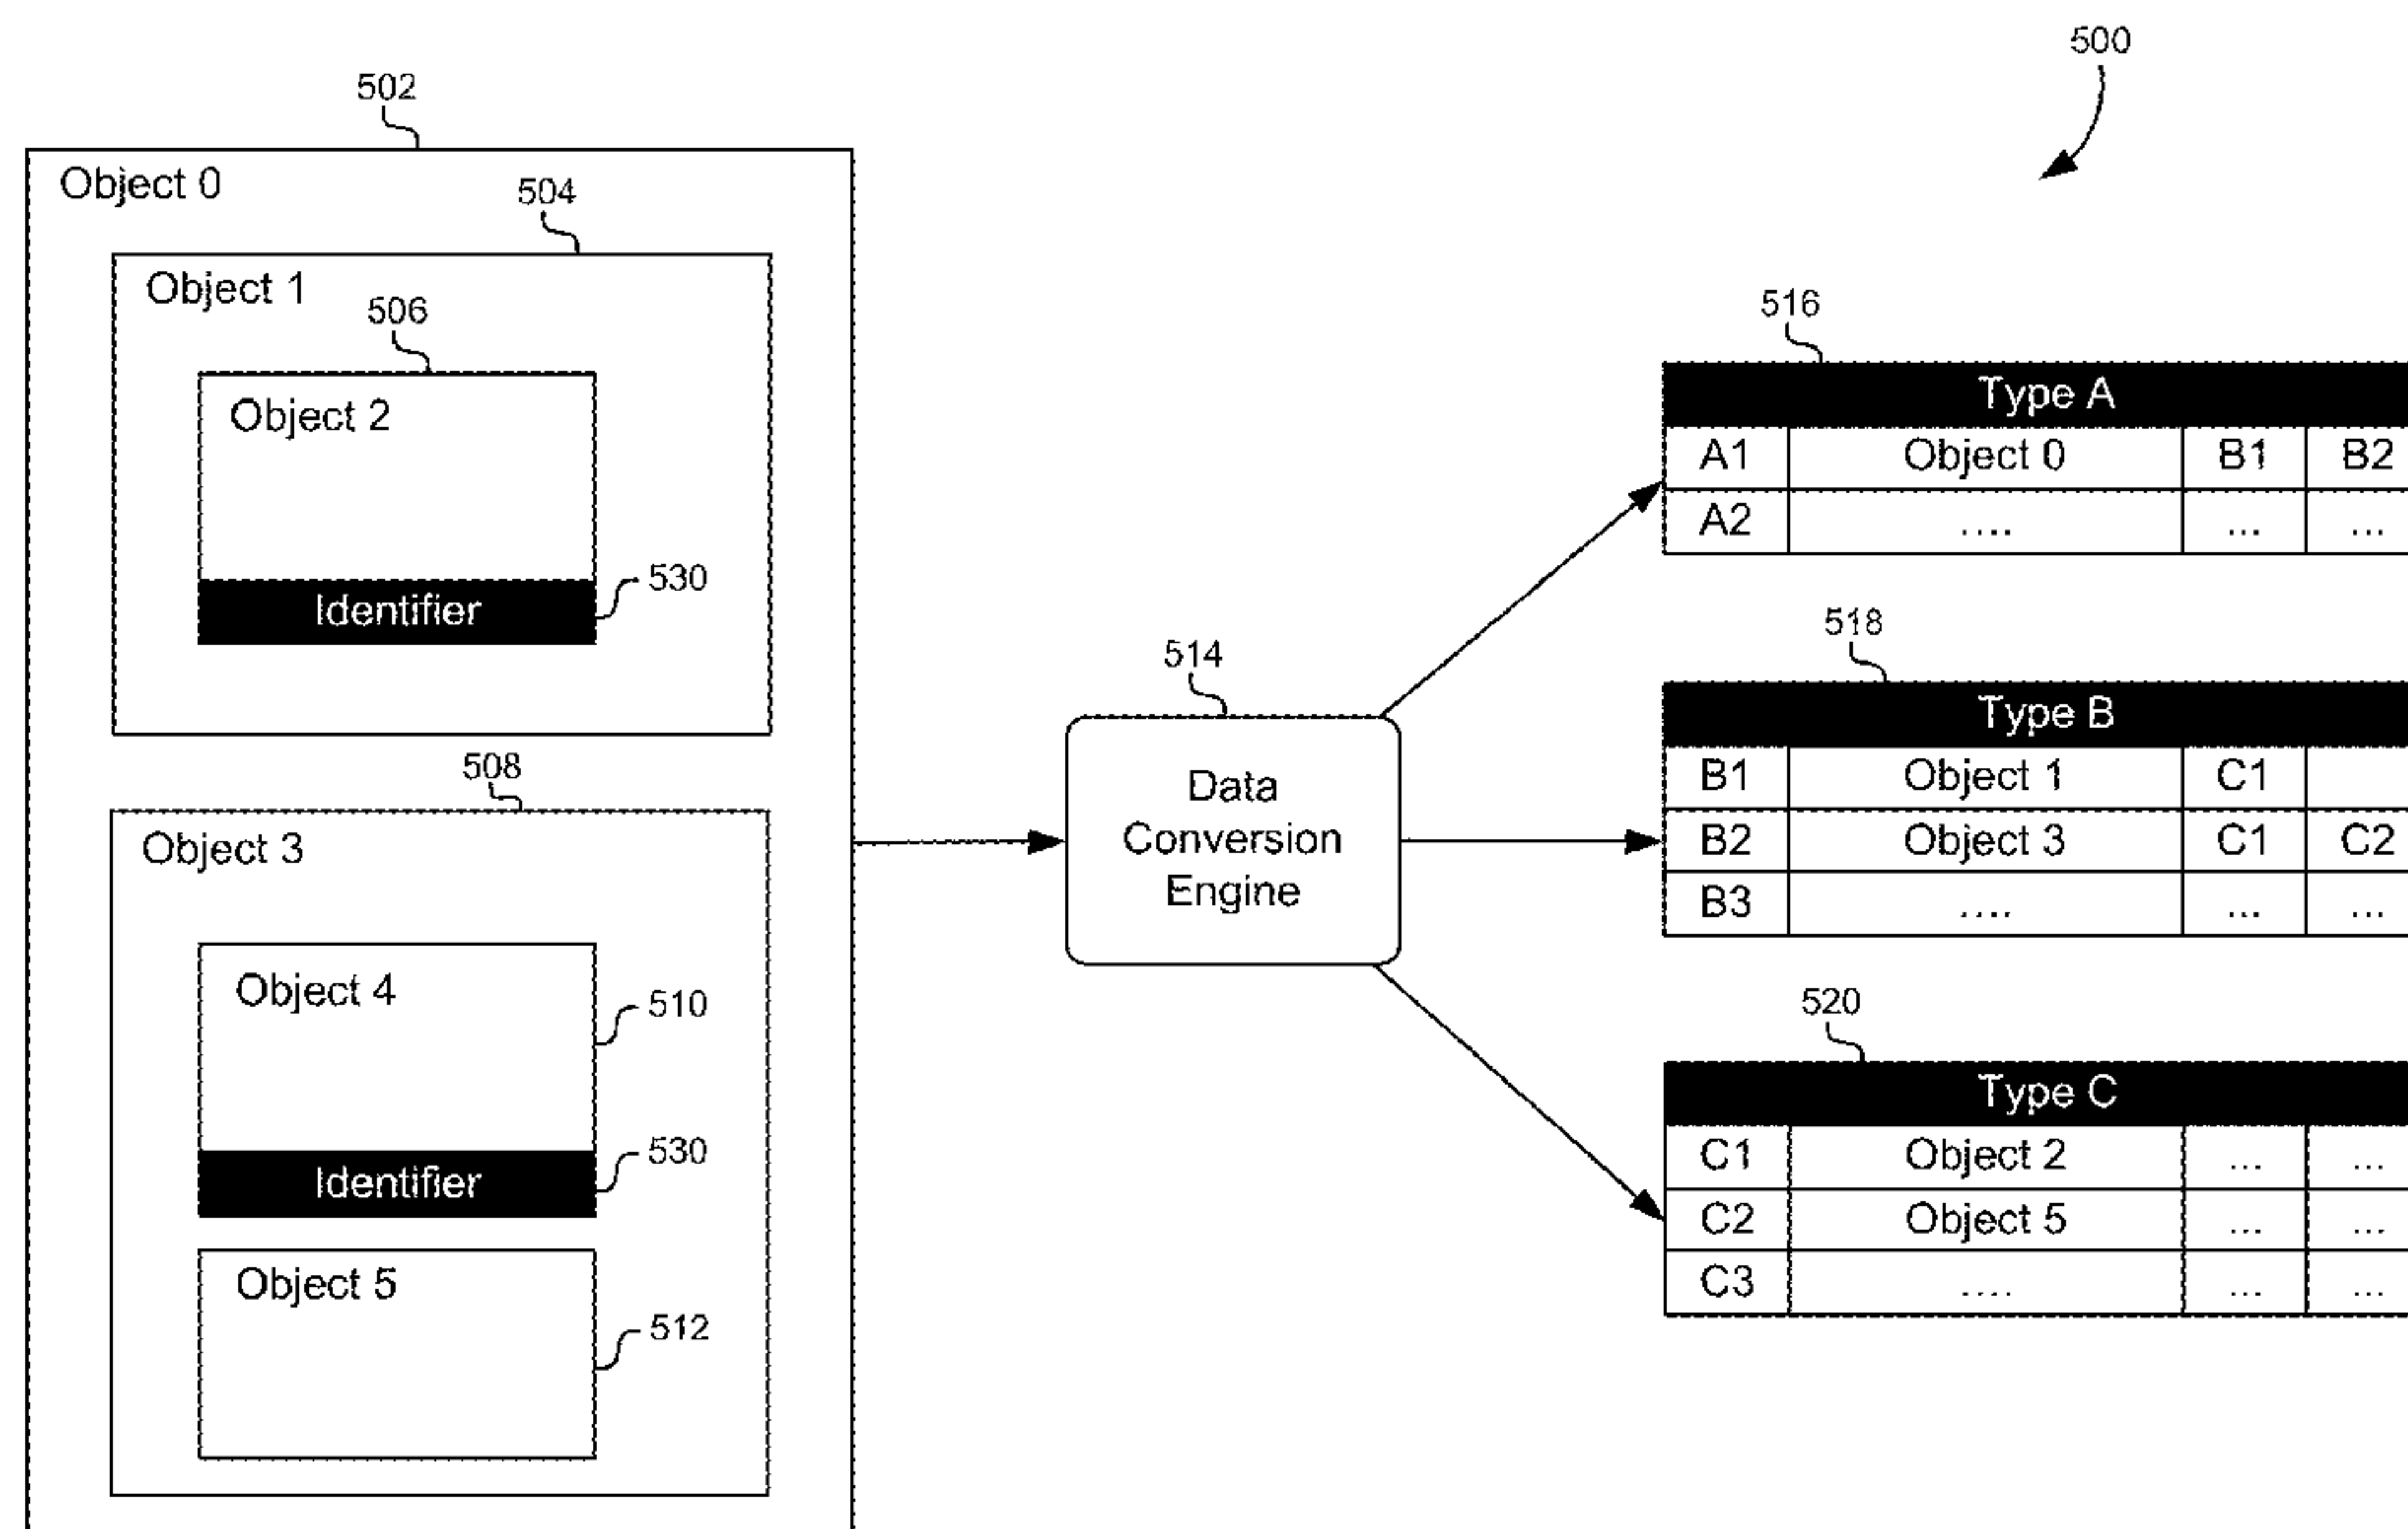 500
502
Object 0
504
Object 1
506
Object 2
Identifier
530
508
Object 3
Object 4
510
Identifier
530
Object 5
512
514
Data
Conversion
Engine
516
Type A
A1 Object 0 B1 B2
A2 .... ... ...
518
Type B
B1 Object 1 C1
B2 Object 3 C1 C2
B3 .... ... ...
520
Type C
C1 Object 2 ... ...
C2 Object 5 ... ...
C3 .... ... ...